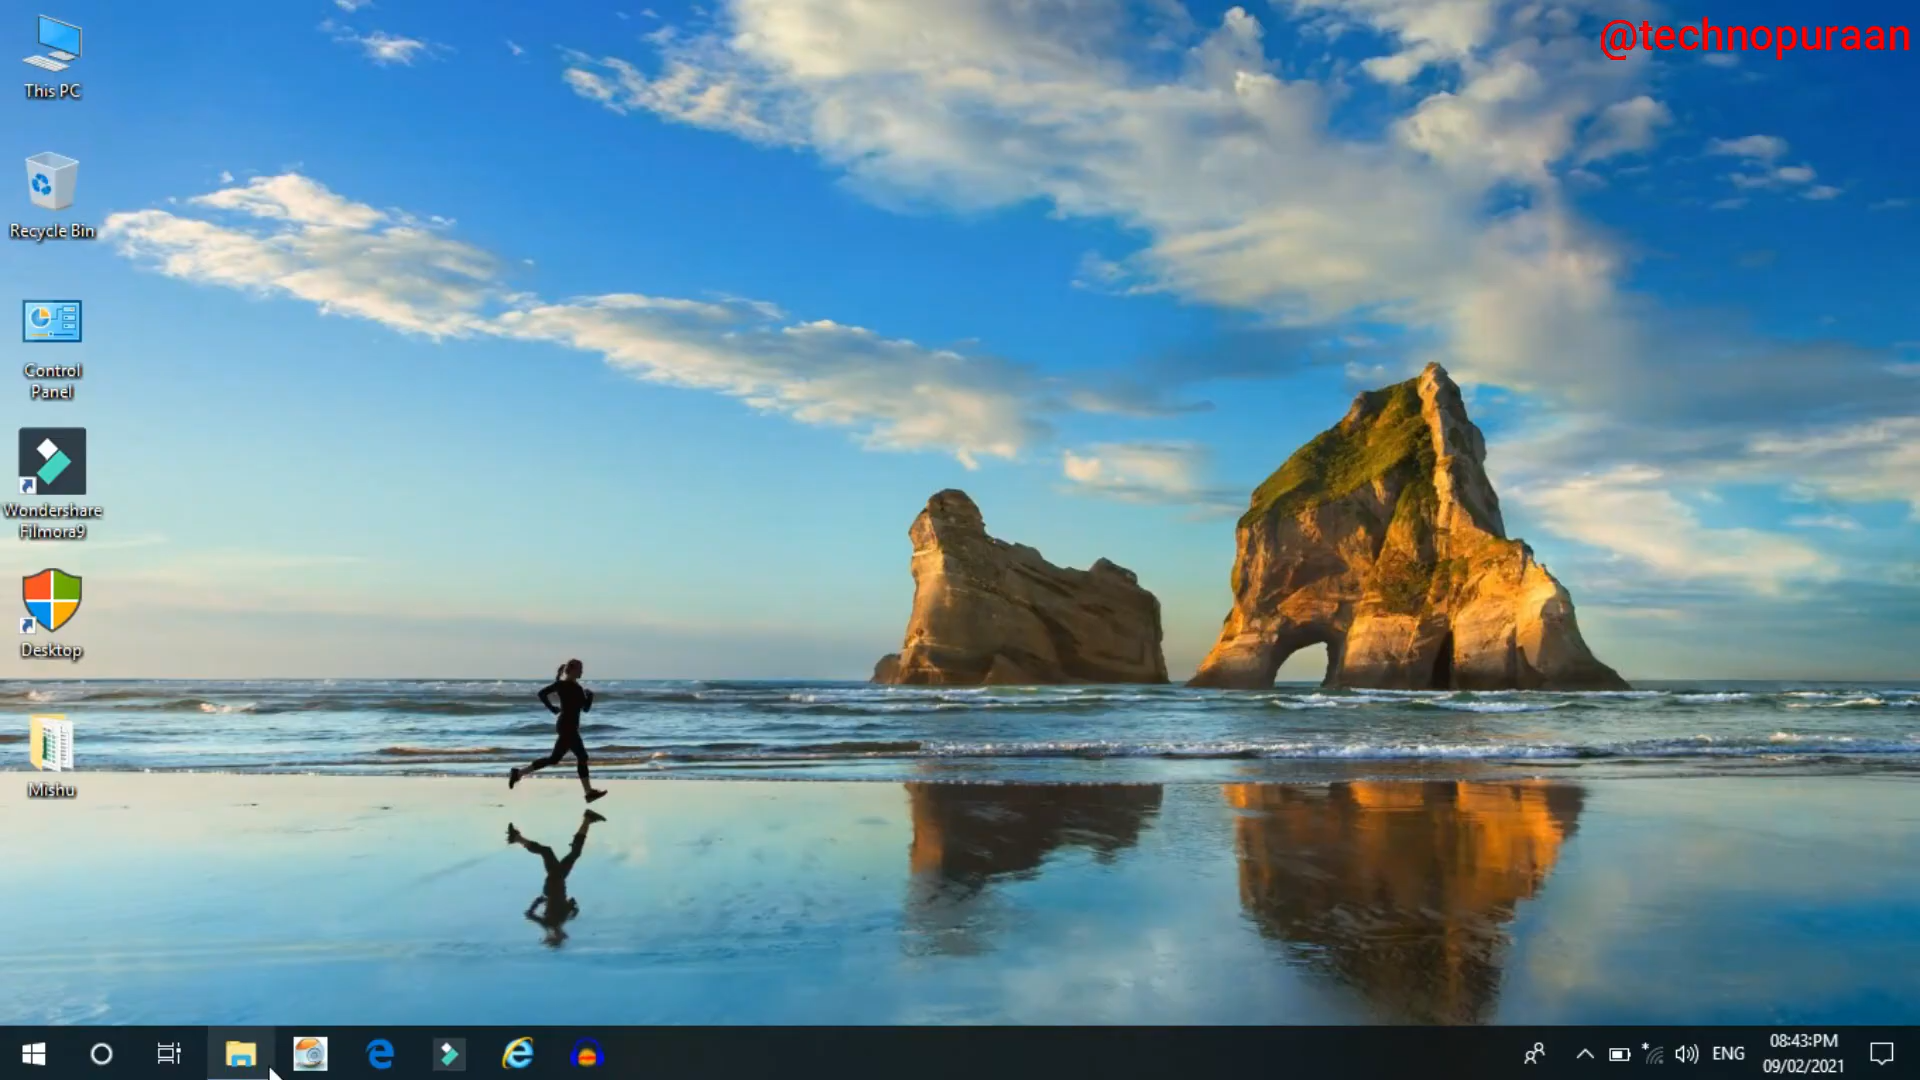 @technopuraan
This PC
Recycle Bin
Control
Panel
Wondershare
Filmora9
Desktop
Mishu
ENG
08:43:PM
09/02/2021